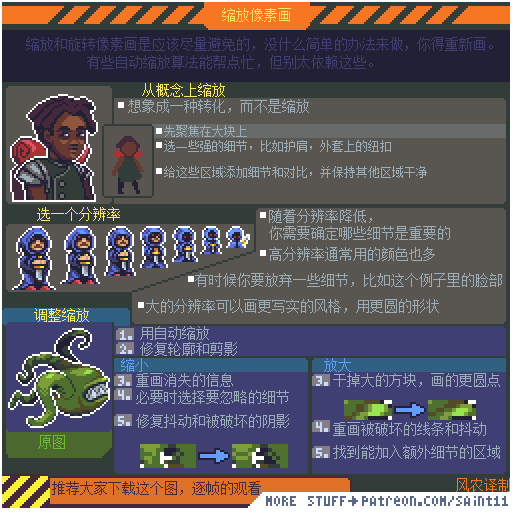 缩放像素画
缩放和旋转像素画是应该尽量避免的，没什么简单的办法来做，你得重新画。
有些自动缩放算法能帮点忙，但别太依赖这些。
从概念上缩放
想象成一种转化，而不是缩放
先聚焦在大块上
选一些强的细节，比如护肩，外套上的纽扣
给这些区域添加细节和对比，并保持其他区域干净
选一个分辨率
随着分辨率降低，
你需要确定哪些细节是重要的
高分辨率通常用的颜色也多
有时候你要放弃一些细节，比如这个例子里的脸部
大的分辨率可以画更写实的风格，用更圆的形状
调整缩放
原图
1. 用自动缩放
2. 修复轮廓和剪影
缩小
3. 重画消失的信息
4. 必要时选择要忽略的细节
5. 修复抖动和被破坏的阴影
放大
3. 干掉大的方块，画的更圆点
4. 重画被破坏的线条和抖动
5. 找到能加入额外细节的区域
推荐大家下载这个图，逐帧的观看
风农译制
MORE STUFF→PATREON.COM/SAINT11